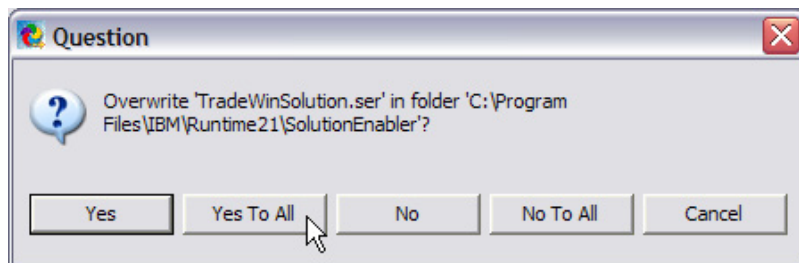 Question
Overwrite 'TradeWinSolution.ser' in folder 'C:\Program
Files\IBM\Runtime21\SolutionEnabler'?
Yes Yes To All No No To All Cancel